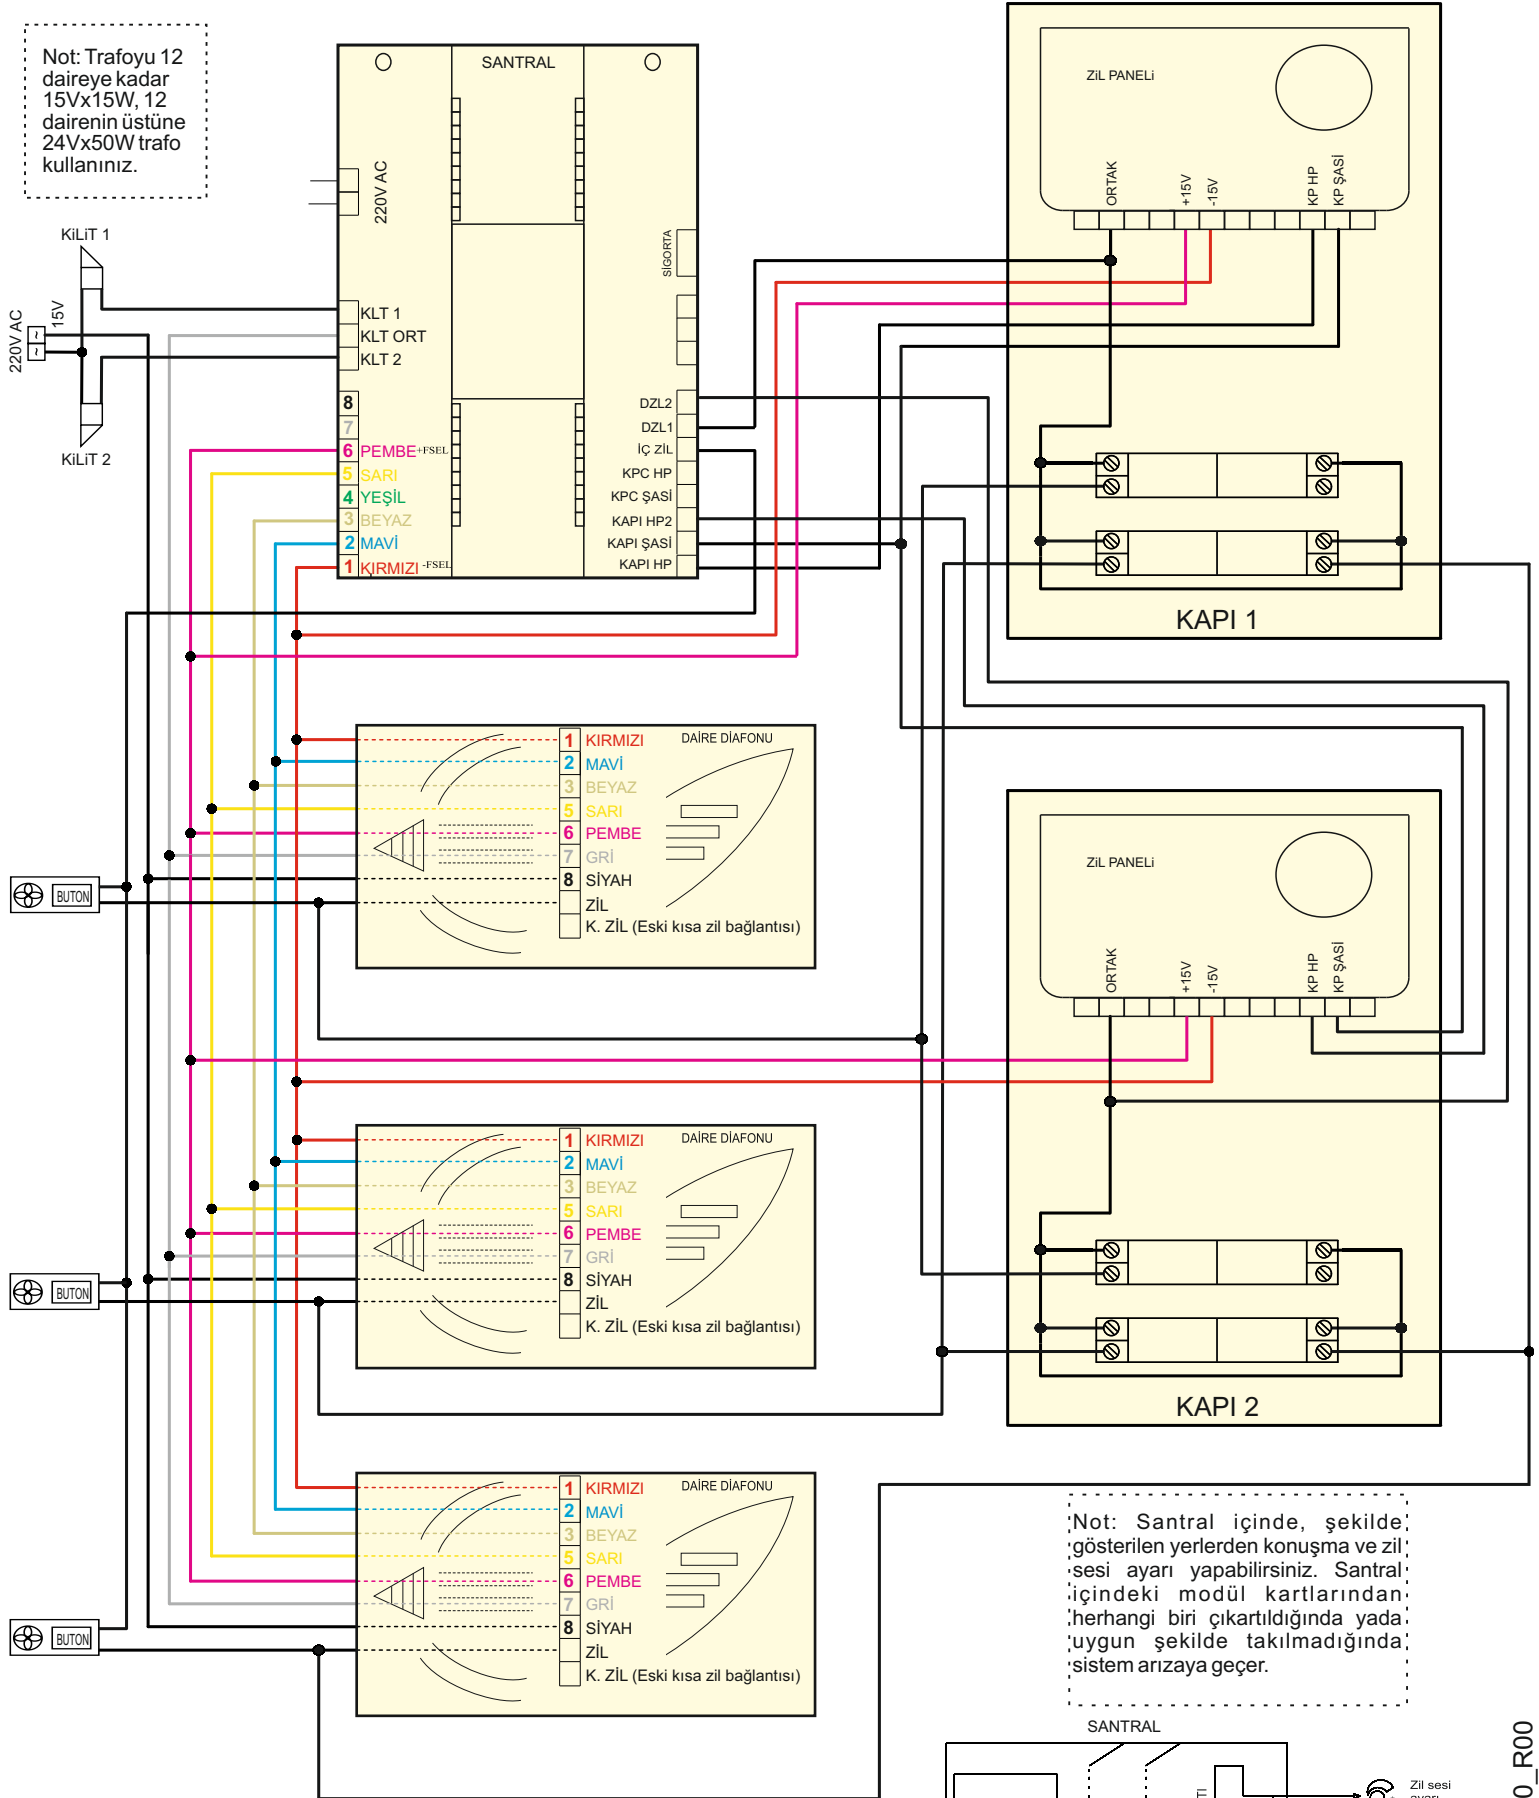 Not: Trafoyu 12
daireye kadar
15Vx15W, 12
dairenin üstüne
24Vx50W trafo
kullanınız.
SANTRAL
220V AC
SİGORTA
KiLiT 1
15V
220V AC
~
~
KiLiT 2
KLT 1
KLT ORT
KLT 2
8
7
6 PEMBE +FSEL
5 SARI
4 YEŞİL
3 BEYAZ
2 MAVİ
1 KIRMIZI -FSEL
DZL2
DZL1
İÇ ZİL
KPC HP
KPC ŞASİ
KAPI HP2
KAPI ŞASİ
KAPI HP
ZiL PANELi
ORTAK
+15V
-15V
KP HP
KP ŞASİ
KAPI 1
DAİRE DİAFONU
1 KIRMIZI
2 MAVİ
3 BEYAZ
5 SARI
6 PEMBE
7 GRİ
8 SİYAH
ZİL
K. ZİL (Eski kısa zil bağlantısı)
BUTON
ZiL PANELi
ORTAK
+15V
-15V
KP HP
KP ŞASİ
KAPI 2
DAİRE DİAFONU
1 KIRMIZI
2 MAVİ
3 BEYAZ
5 SARI
6 PEMBE
7 GRİ
8 SİYAH
ZİL
K. ZİL (Eski kısa zil bağlantısı)
BUTON
DAİRE DİAFONU
1 KIRMIZI
2 MAVİ
3 BEYAZ
5 SARI
6 PEMBE
7 GRİ
8 SİYAH
ZİL
K. ZİL (Eski kısa zil bağlantısı)
BUTON
Not: Santral içinde, şekilde
gösterilen yerlerden konuşma ve zil
sesi ayarı yapabilirsiniz. Santral
içindeki modül kartlarından
herhangi biri çıkartıldığında yada
uygun şekilde takılmadığında
sistem arızaya geçer.
SANTRAL
Zil sesi
0_R00